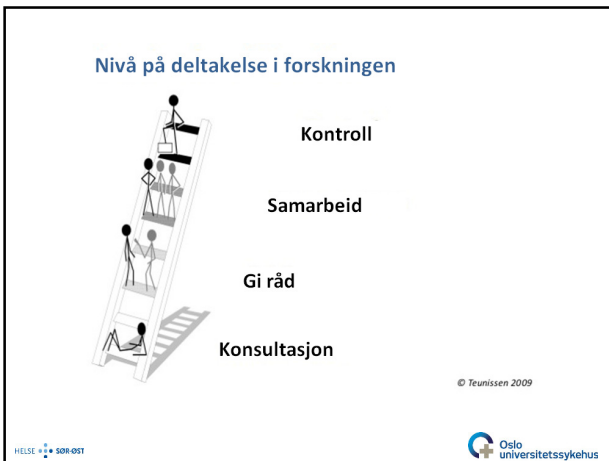 Nivå på deltakelse i forskningen
Kontroll
Samarbeid
Gi råd
Konsultasjon
© Teunissen 2009
HELSE SØR-ØST
Oslo
universitetssykehus